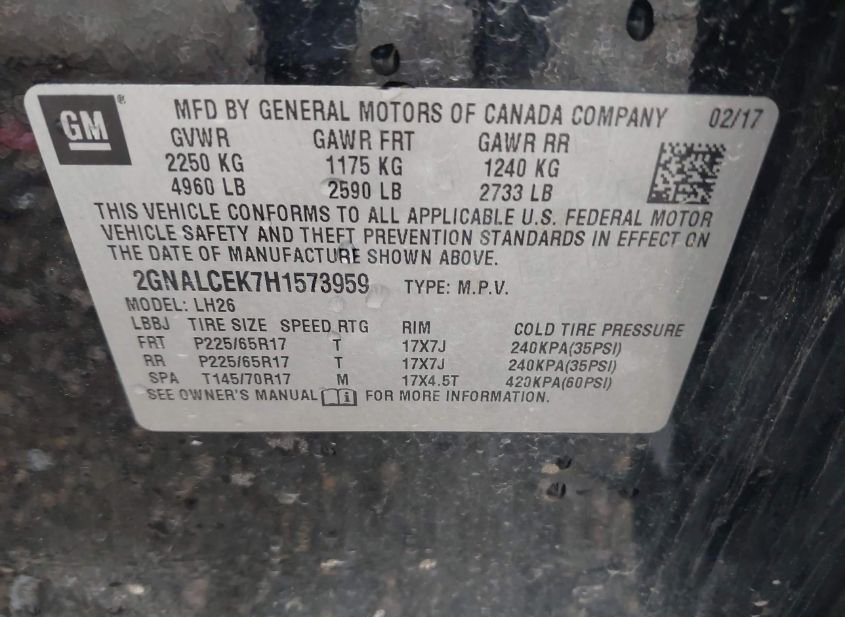 GM® MFD BY GENERAL MOTORS OF CANADA COMPANY 02/17
GVWR GAWR FRT GAWR RR
2250 KG 1175 KG 1240 KG
4960 LB 2590 LB 2733 LB
THIS VEHICLE CONFORMS TO ALL APPLICABLE U.S. FEDERAL MOTOR
VEHICLE SAFETY AND THEFT PREVENTION STANDARDS IN EFFECT ON
THE DATE OF MANUFACTURE SHOWN ABOVE.
2GNALCEK7H1573959 TYPE: M.P.V.
MODEL: LH26
LBBJ TIRE SIZE SPEED RTG RIM COLD TIRE PRESSURE
FRT P225/65R17 T 17X7J 240KPA(35PSI)
RR P225/65R17 T 17X7J 240KPA(35PSI)
SPA T145/70R17 M 17X4.5T 420KPA(60PSI)
SEE OWNER'S MANUAL FOR MORE INFORMATION.